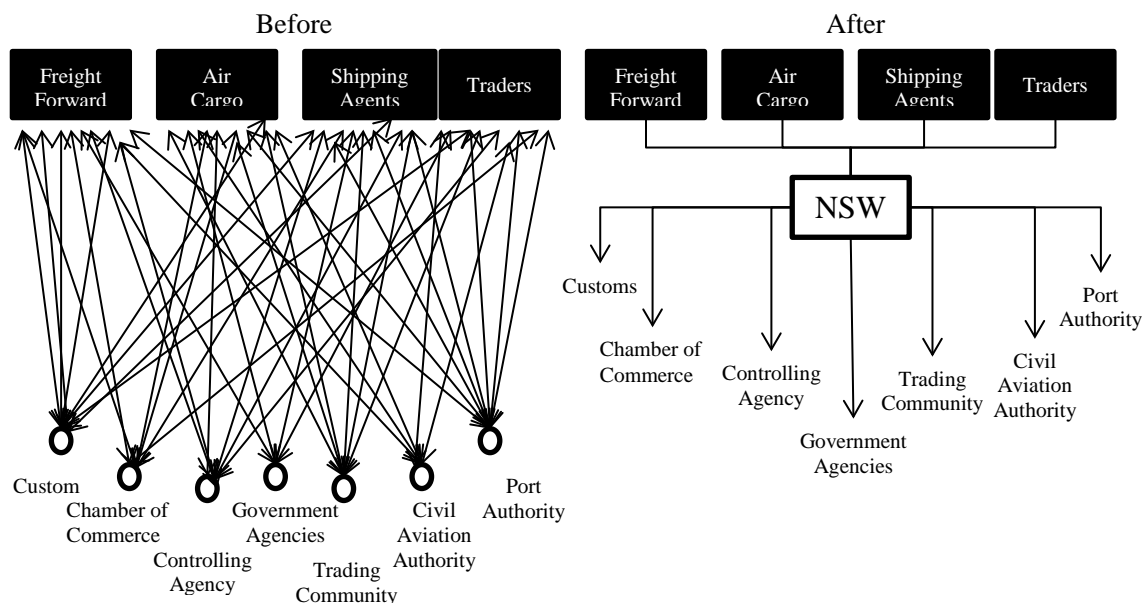 Before
Freight
Forward
Air
Cargo
Shipping
Agents
Traders
Custom
Chamber of
Commerce
Controlling
Agency
Government
Agencies
Trading
Community
Civil
Aviation
Authority
Port
Authority
After
Freight
Forward
Air
Cargo
Shipping
Agents
Traders
NSW
Customs
Chamber of
Commerce
Controlling
Agency
Government
Agencies
Trading
Community
Civil
Aviation
Authority
Port
Authority